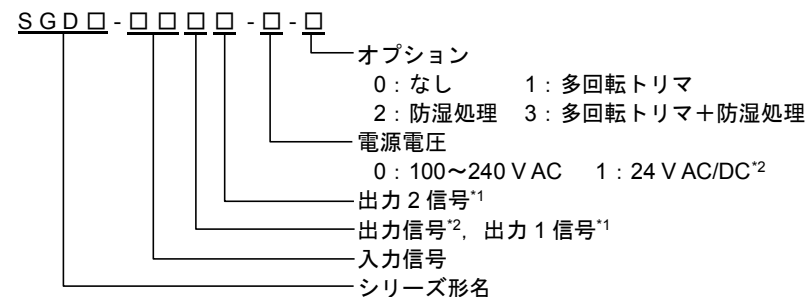 SGD□-□□□□-□-□
オプション
0：なし　1：多回転トリマ
2：防湿処理　3：多回転トリマ＋防湿処理
電源電圧
0：100～240 V AC　1：24 V AC/DC*2
出力2信号*1
出力信号*2，出力1信号*1
入力信号
シリーズ形名